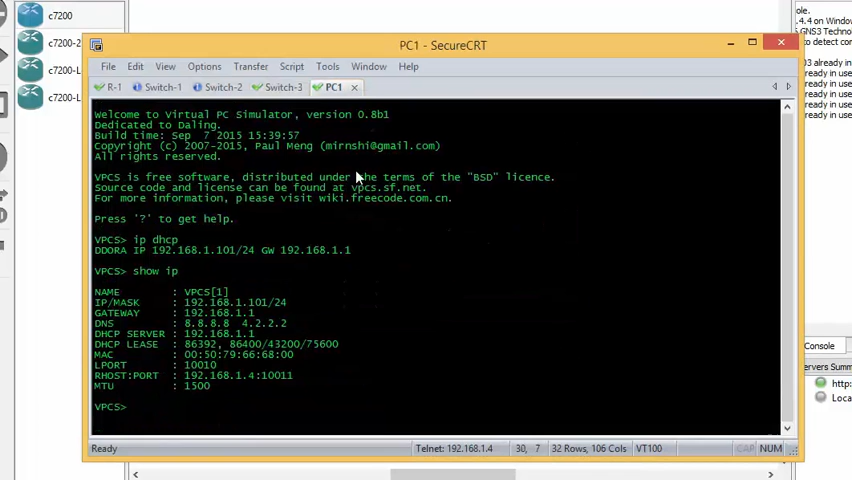 c7200
c7200-2
c7200-L
c7200-L
PC1 - SecureCRT
File Edit View Options Transfer Script Tools Window Help
R-1 Switch-1 Switch-2 Switch-3 PC1
Welcome to Virtual PC Simulator, version 0.8b1
Dedicated to Daling.
Build time: Sep 7 2015 15:39:57
Copyright (c) 2007-2015, Paul Meng (mirnshi@gmail.com)
All rights reserved.
VPCS is free software, distributed under the terms of the "BSD" licence.
Source code and license can be found at vpcs.sf.net.
For more information, please visit wiki.freecode.com.cn.
Press '?' to get help.
VPCS> ip dhcp
DDORA IP 192.168.1.101/24 GW 192.168.1.1
VPCS> show ip
NAME : VPCS[1]
IP/MASK : 192.168.1.101/24
GATEWAY : 192.168.1.1
DNS : 8.8.8.8 4.2.2.2
DHCP SERVER : 192.168.1.1
DHCP LEASE : 86392, 86400/43200/75600
MAC : 00:50:79:66:68:00
LPORT : 10010
RHOST:PORT : 192.168.1.4:10011
MTU : 1500
VPCS>
Ready Telnet: 192.168.1.4 30, 7 32 Rows, 106 Cols VT100 CAP NUM
ole.
.4.4 on Window
GNS3 Technolo
o detect corre
03 already in
ready in use
ready in use
ready in use
ready in use
Console
ervers Summ
http:
Loca